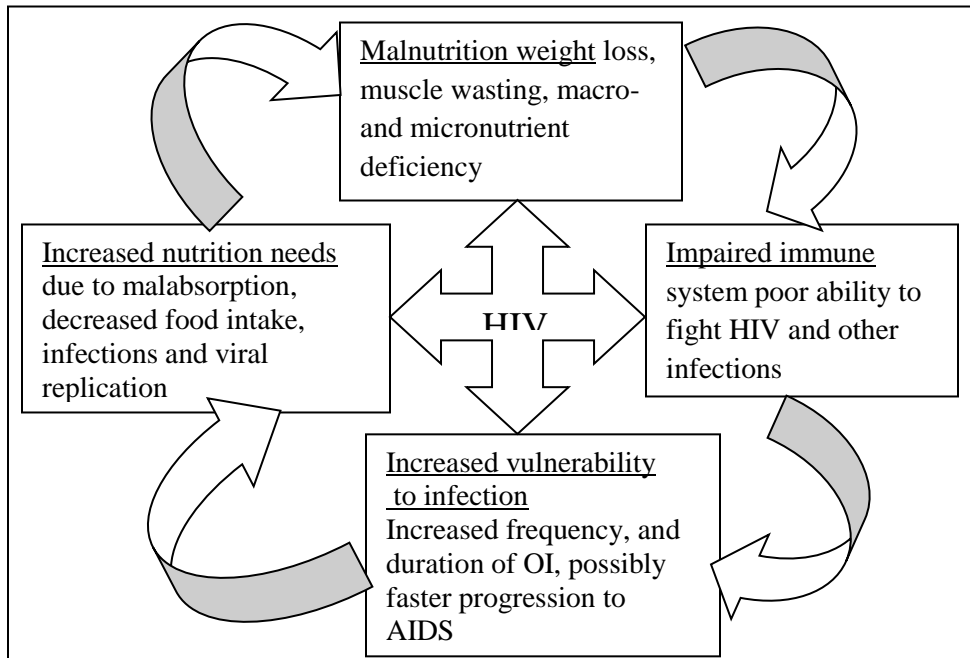 Malnutrition weight loss,
muscle wasting, macro-
and micronutrient
deficiency
Increased nutrition needs
due to malabsorption,
decreased food intake,
infections and viral
replication
HIV
Impaired immune
system poor ability to
fight HIV and other
infections
Increased vulnerability
to infection
Increased frequency, and
duration of OI, possibly
faster progression to
AIDS